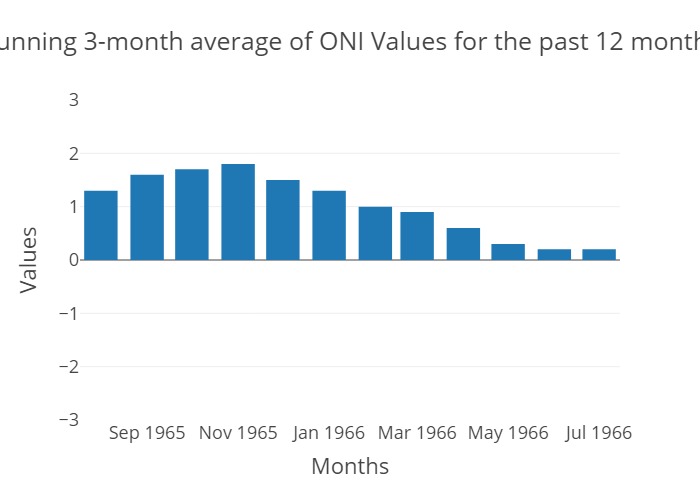 unning 3-month average of ONI Values for the past 12 month
3
2
1
0
−1
−2
−3
Values
Sep 1965 Nov 1965 Jan 1966 Mar 1966 May 1966 Jul 1966
Months